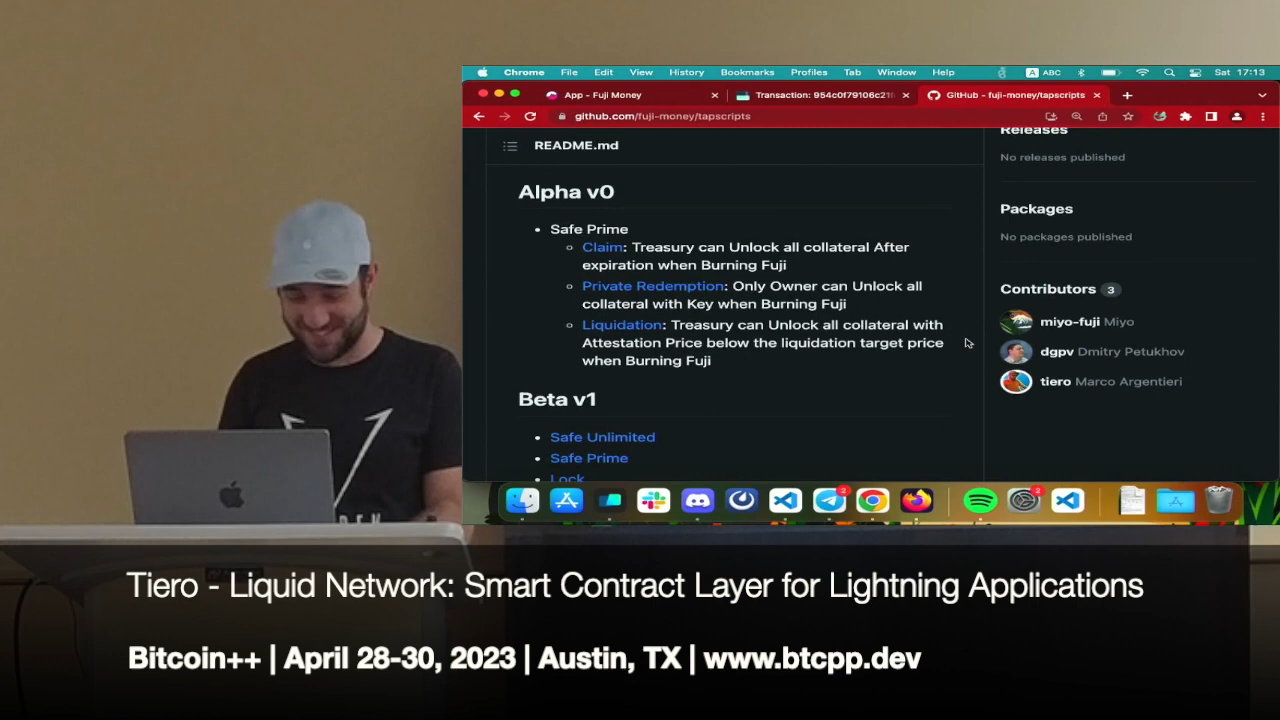 Chrome File Edit View History Bookmarks Profiles Tab Window Help A ABC Sat 17:13
App - Fuji Money Transaction: 954c0f79106c21f GitHub - fuji-money/tapscripts
github.com/fuji-money/tapscripts
README.md
Alpha v0
Safe Prime
Claim: Treasury can Unlock all collateral After
expiration when Burning Fuji
Private Redemption: Only Owner can Unlock all
collateral with Key when Burning Fuji
Liquidation: Treasury can Unlock all collateral with
Attestation Price below the liquidation target price
when Burning Fuji
Beta v1
Safe Unlimited
Safe Prime
Lock
Releases
No releases published
Packages
No packages published
Contributors 3
miyo-fuji Miyo
dgpv Dmitry Petukhov
tiero Marco Argentieri
2
2
Tiero - Liquid Network: Smart Contract Layer for Lightning Applications
Bitcoin++ | April 28-30, 2023 | Austin, TX | www.btcpp.dev